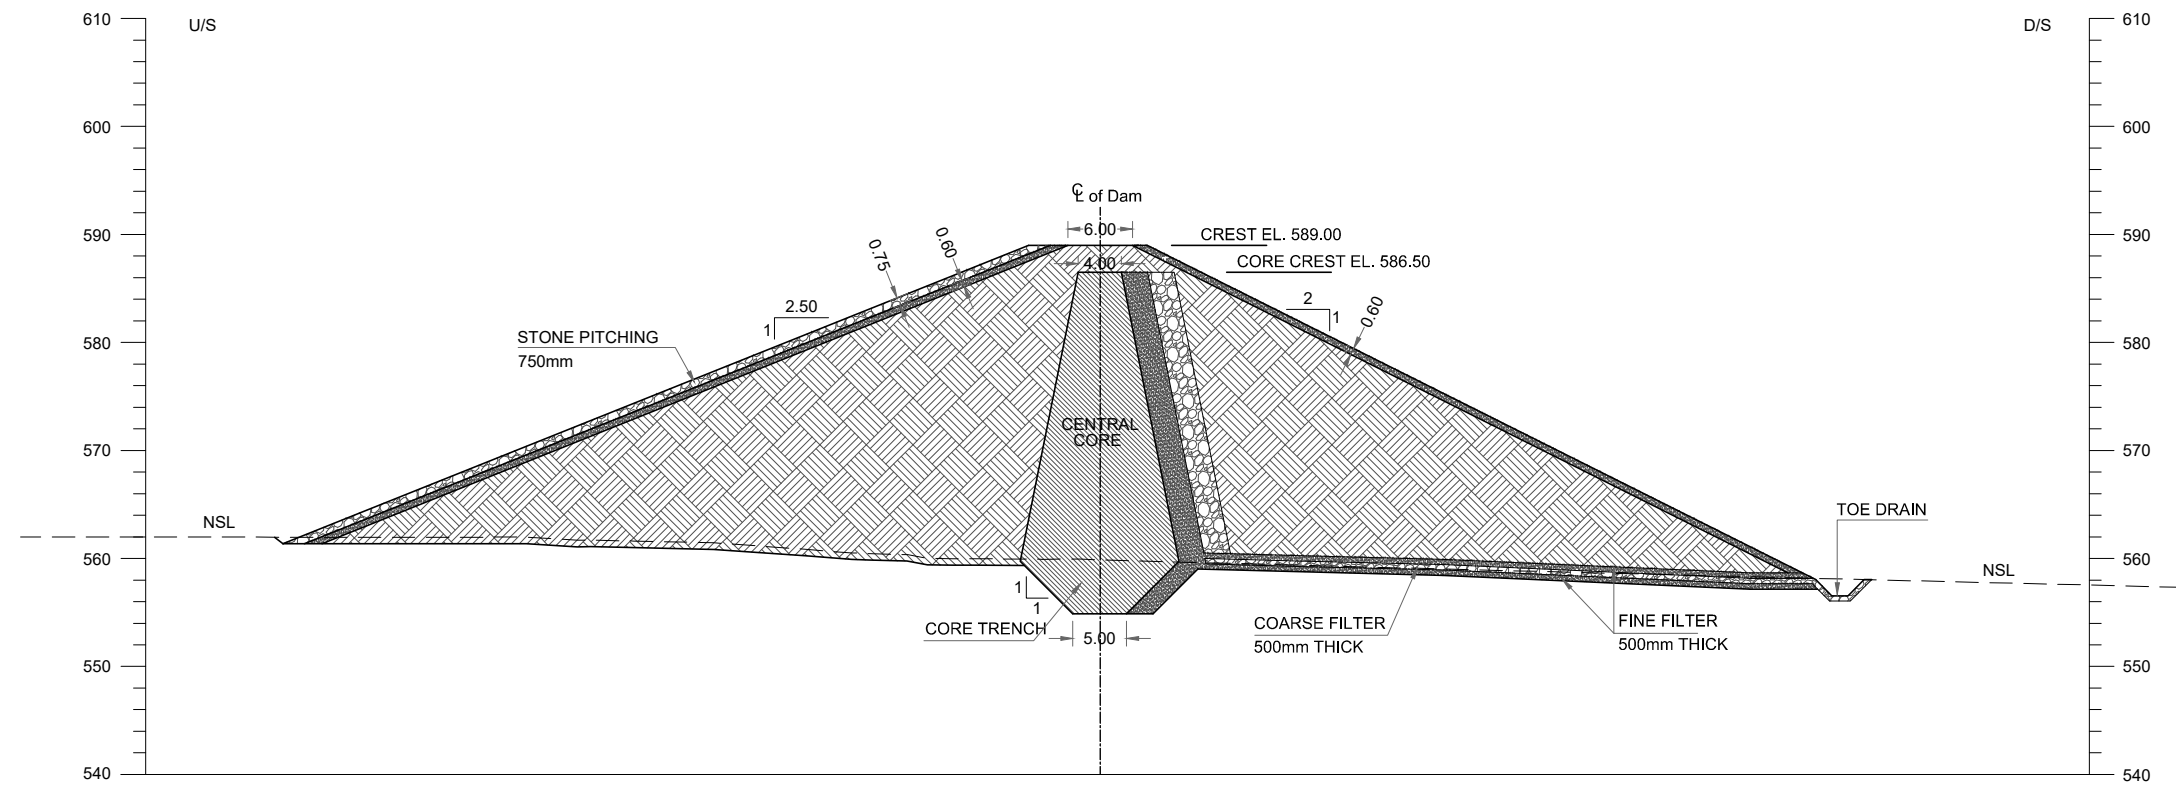 610
U/S
D/S
610
600
600
℄ of Dam
590
6.00
CREST EL. 589.00
590
0.75
0.60
4.00
CORE CREST EL. 586.50
2.50
1
2
1
0.60
580
STONE PITCHING
750mm
580
570
CENTRAL
CORE
570
NSL
TOE DRAIN
560
560
NSL
1
1
CORE TRENCH
5.00
COARSE FILTER
500mm THICK
FINE FILTER
500mm THICK
550
550
540
540